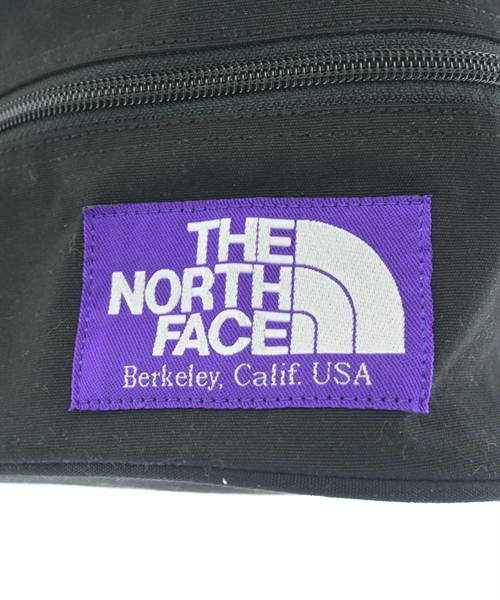 THE
NORTH
FACE
Berkeley, Calif. USA